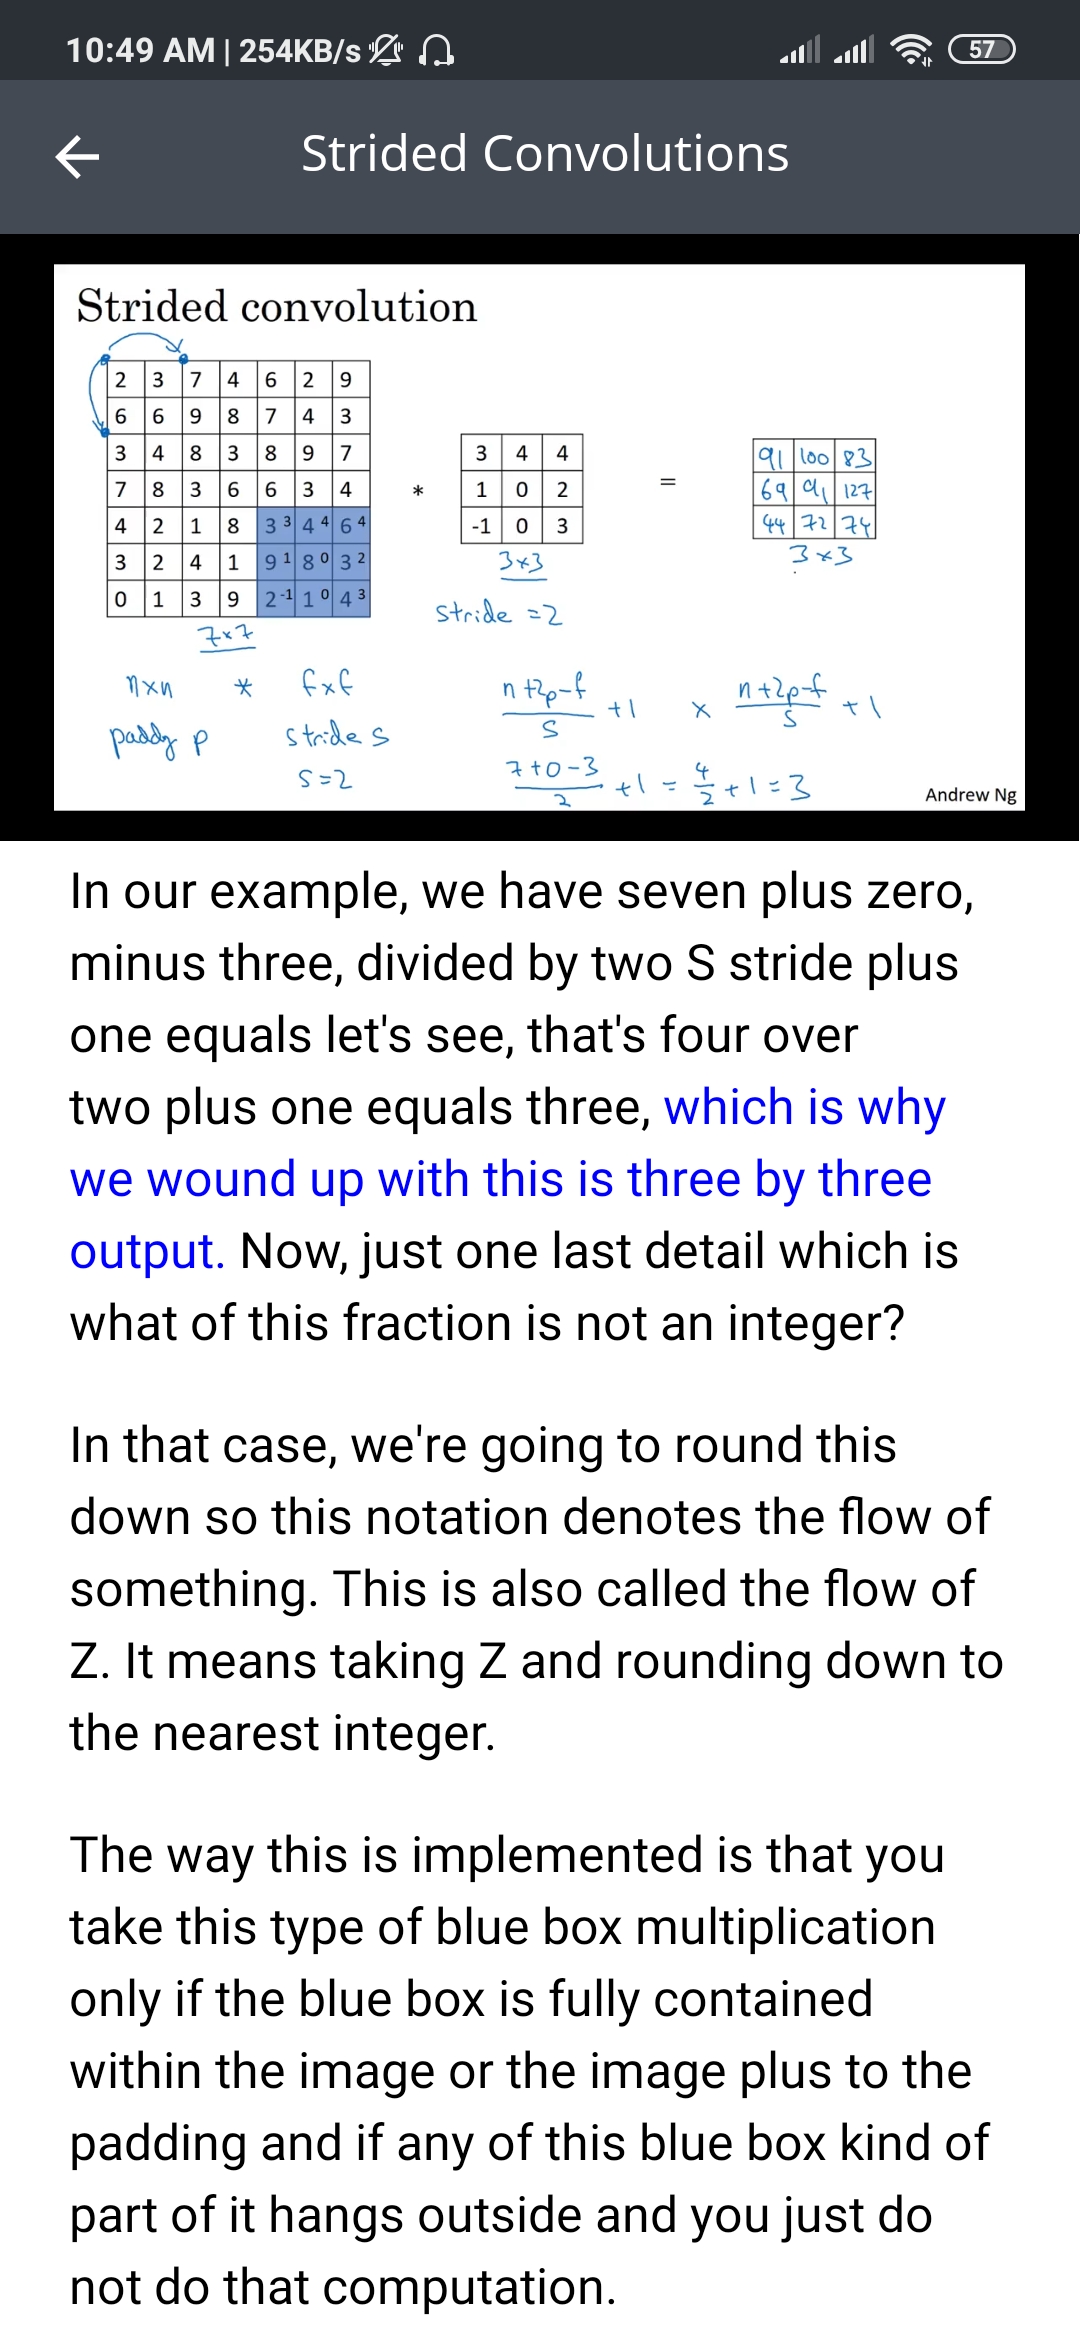 10:49 AM | 254KB/s
57
Strided Convolutions
Strided convolution
2 3 7 4 6 2 9
6 6 9 8 7 4 3
3 4 8 3 8 9 7
7 8 3 6 6 3 4
4 2 1 8 3 3 4 4 6 4
3 2 4 1 9 1 8 0 3 2
0 1 3 9 2 -1 1 0 4 3
7x7
*
3 4 4
1 0 2
-1 0 3
3x3
stride = 2
=
91 100 83
69 91 127
44 72 74
3x3
n x n * f x f
padding p stride s
s=2
n+2p-f / s + 1 x n+2p-f / s + 1
7+0-3 / 2 + 1 = 4/2 + 1 = 3
Andrew Ng
In our example, we have seven plus zero,
minus three, divided by two S stride plus
one equals let's see, that's four over
two plus one equals three, which is why
we wound up with this is three by three
output. Now, just one last detail which is
what of this fraction is not an integer?
In that case, we're going to round this
down so this notation denotes the flow of
something. This is also called the flow of
Z. It means taking Z and rounding down to
the nearest integer.
The way this is implemented is that you
take this type of blue box multiplication
only if the blue box is fully contained
within the image or the image plus to the
padding and if any of this blue box kind of
part of it hangs outside and you just do
not do that computation.